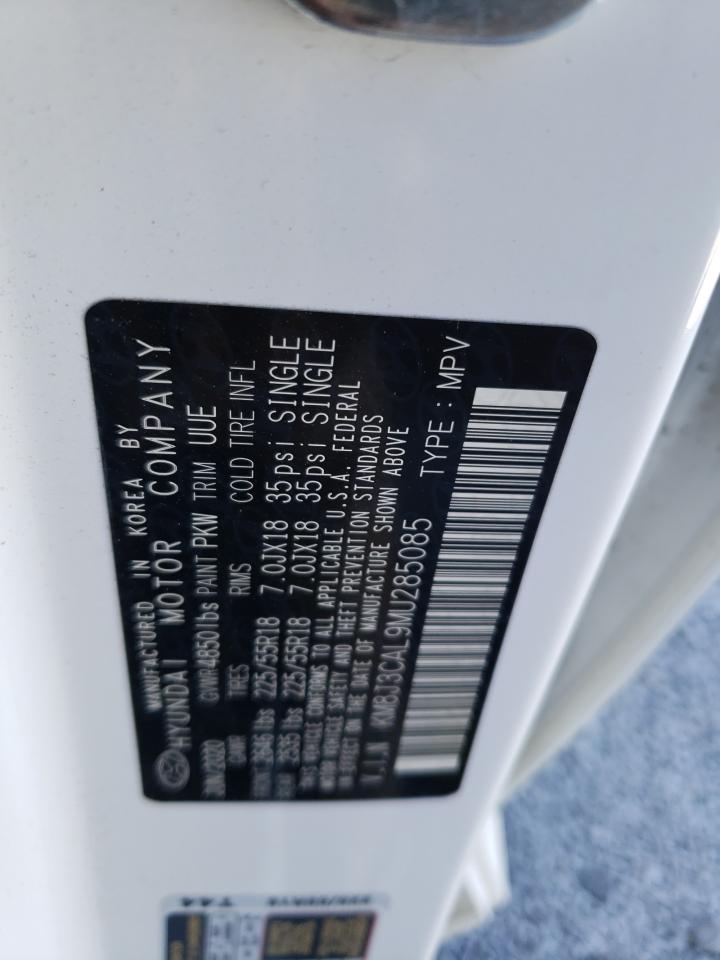 MANUFACTURED IN KOREA BY
HYUNDAI MOTOR COMPANY
JUN/2020 GVWR 4850lbs PAINT PKW TRIM UUE
GAWR TIRES RIMS COLD TIRE INFL
FRONT 2646 lbs 225/55R18 7.0JX18 35psi SINGLE
REAR 2535 lbs 225/55R18 7.0JX18 35psi SINGLE
THIS VEHICLE CONFORMS TO ALL APPLICABLE U.S.A. FEDERAL
MOTOR VEHICLE SAFETY AND THEFT PREVENTION STANDARDS
IN EFFECT ON THE DATE OF MANUFACTURE SHOWN ABOVE
V.I.N KM8J3CAL9MU285085 TYPE : MPV
T44